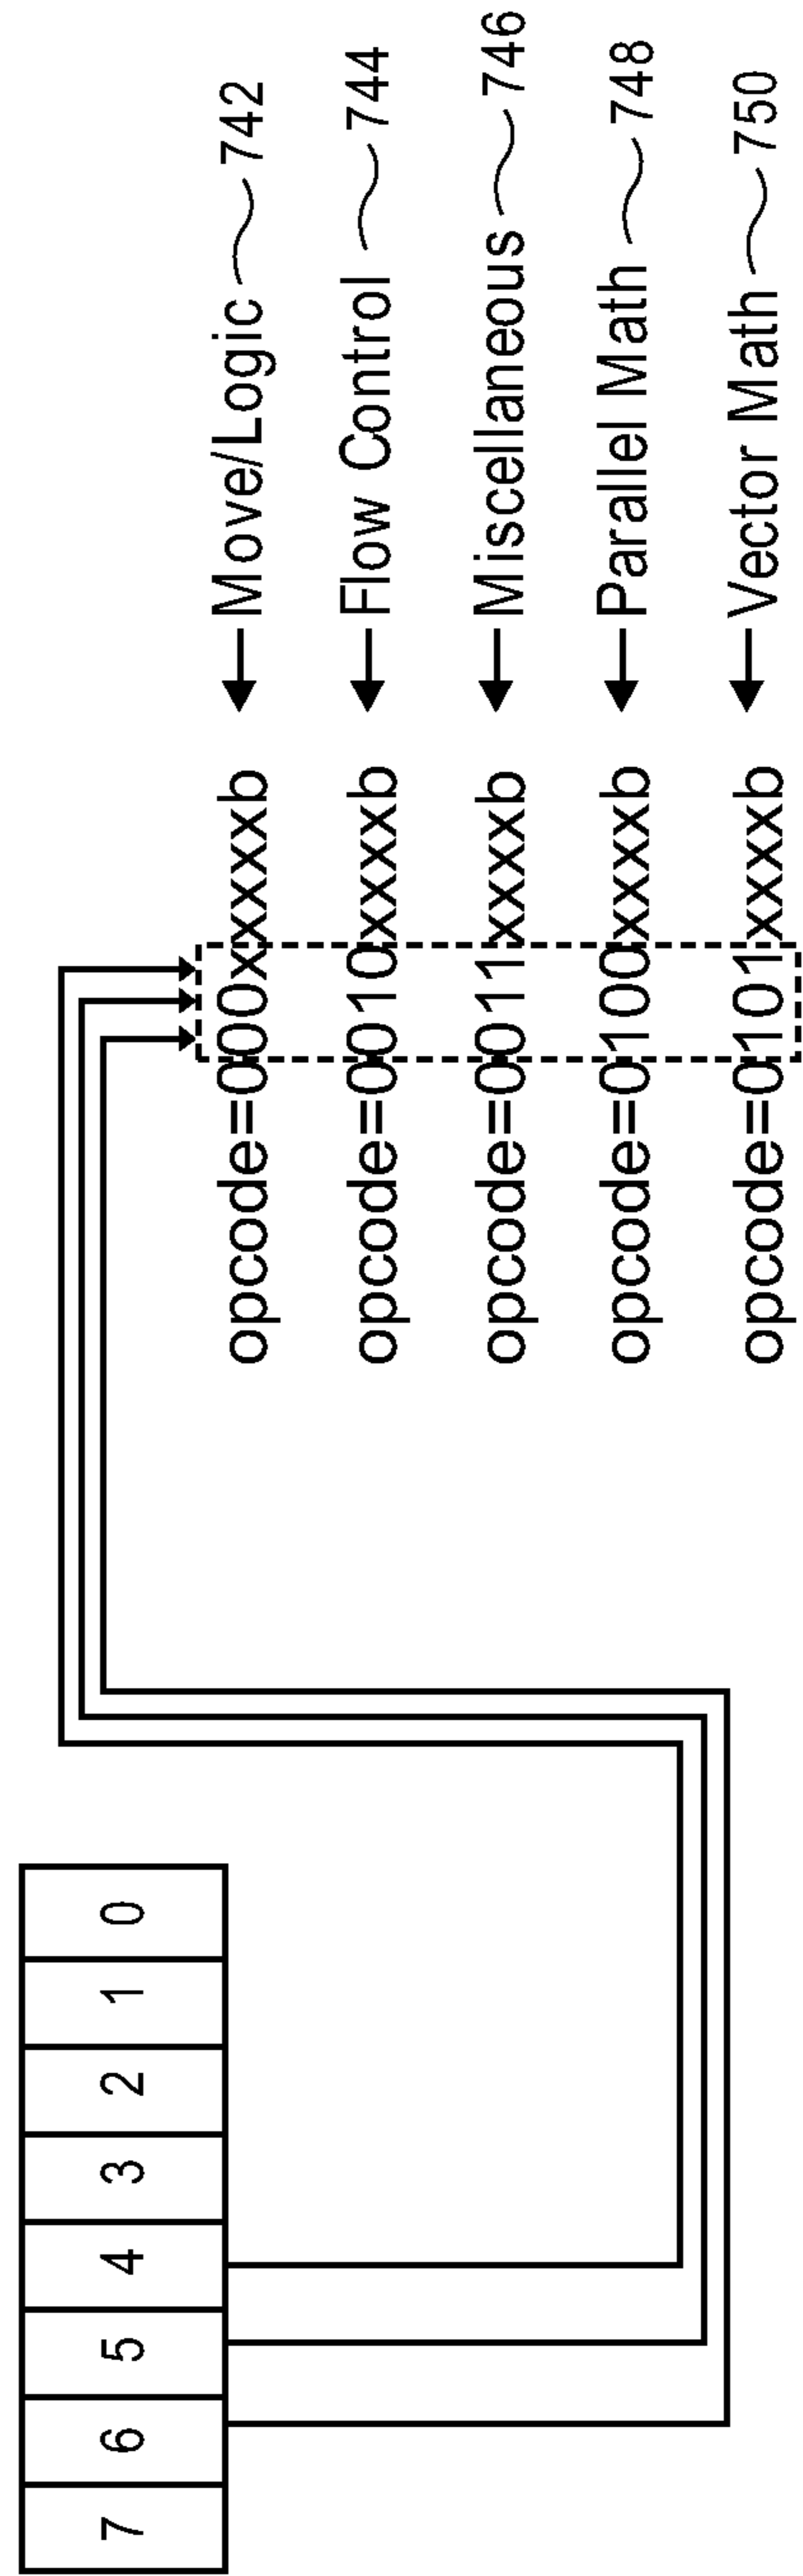 7 6 5 4 3 2 1 0
opcode=000xxxxxb ← Move/Logic 742
opcode=0010xxxxb ← Flow Control 744
opcode=0011xxxxb ← Miscellaneous 746
opcode=0100xxxxb ← Parallel Math 748
opcode=0101xxxxb ← Vector Math 750